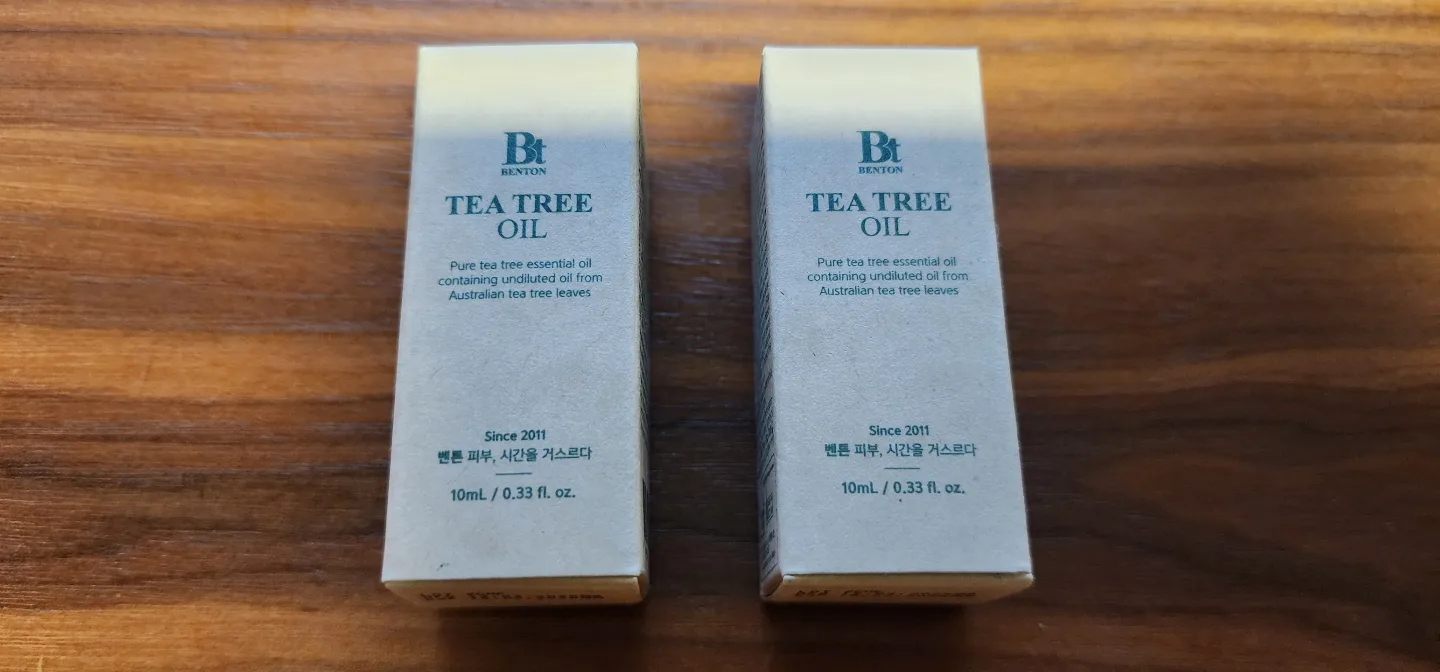 Bt
BENTON
TEA TREE
OIL
Pure tea tree essential oil
containing undiluted oil from
Australian tea tree leaves
Since 2011
벤튼 피부, 시간을 거스르다
10mL / 0.33 fl. oz.
Bt
BENTON
TEA TREE
OIL
Pure tea tree essential oil
containing undiluted oil from
Australian tea tree leaves
Since 2011
벤튼 피부, 시간을 거스르다
10mL / 0.33 fl. oz.